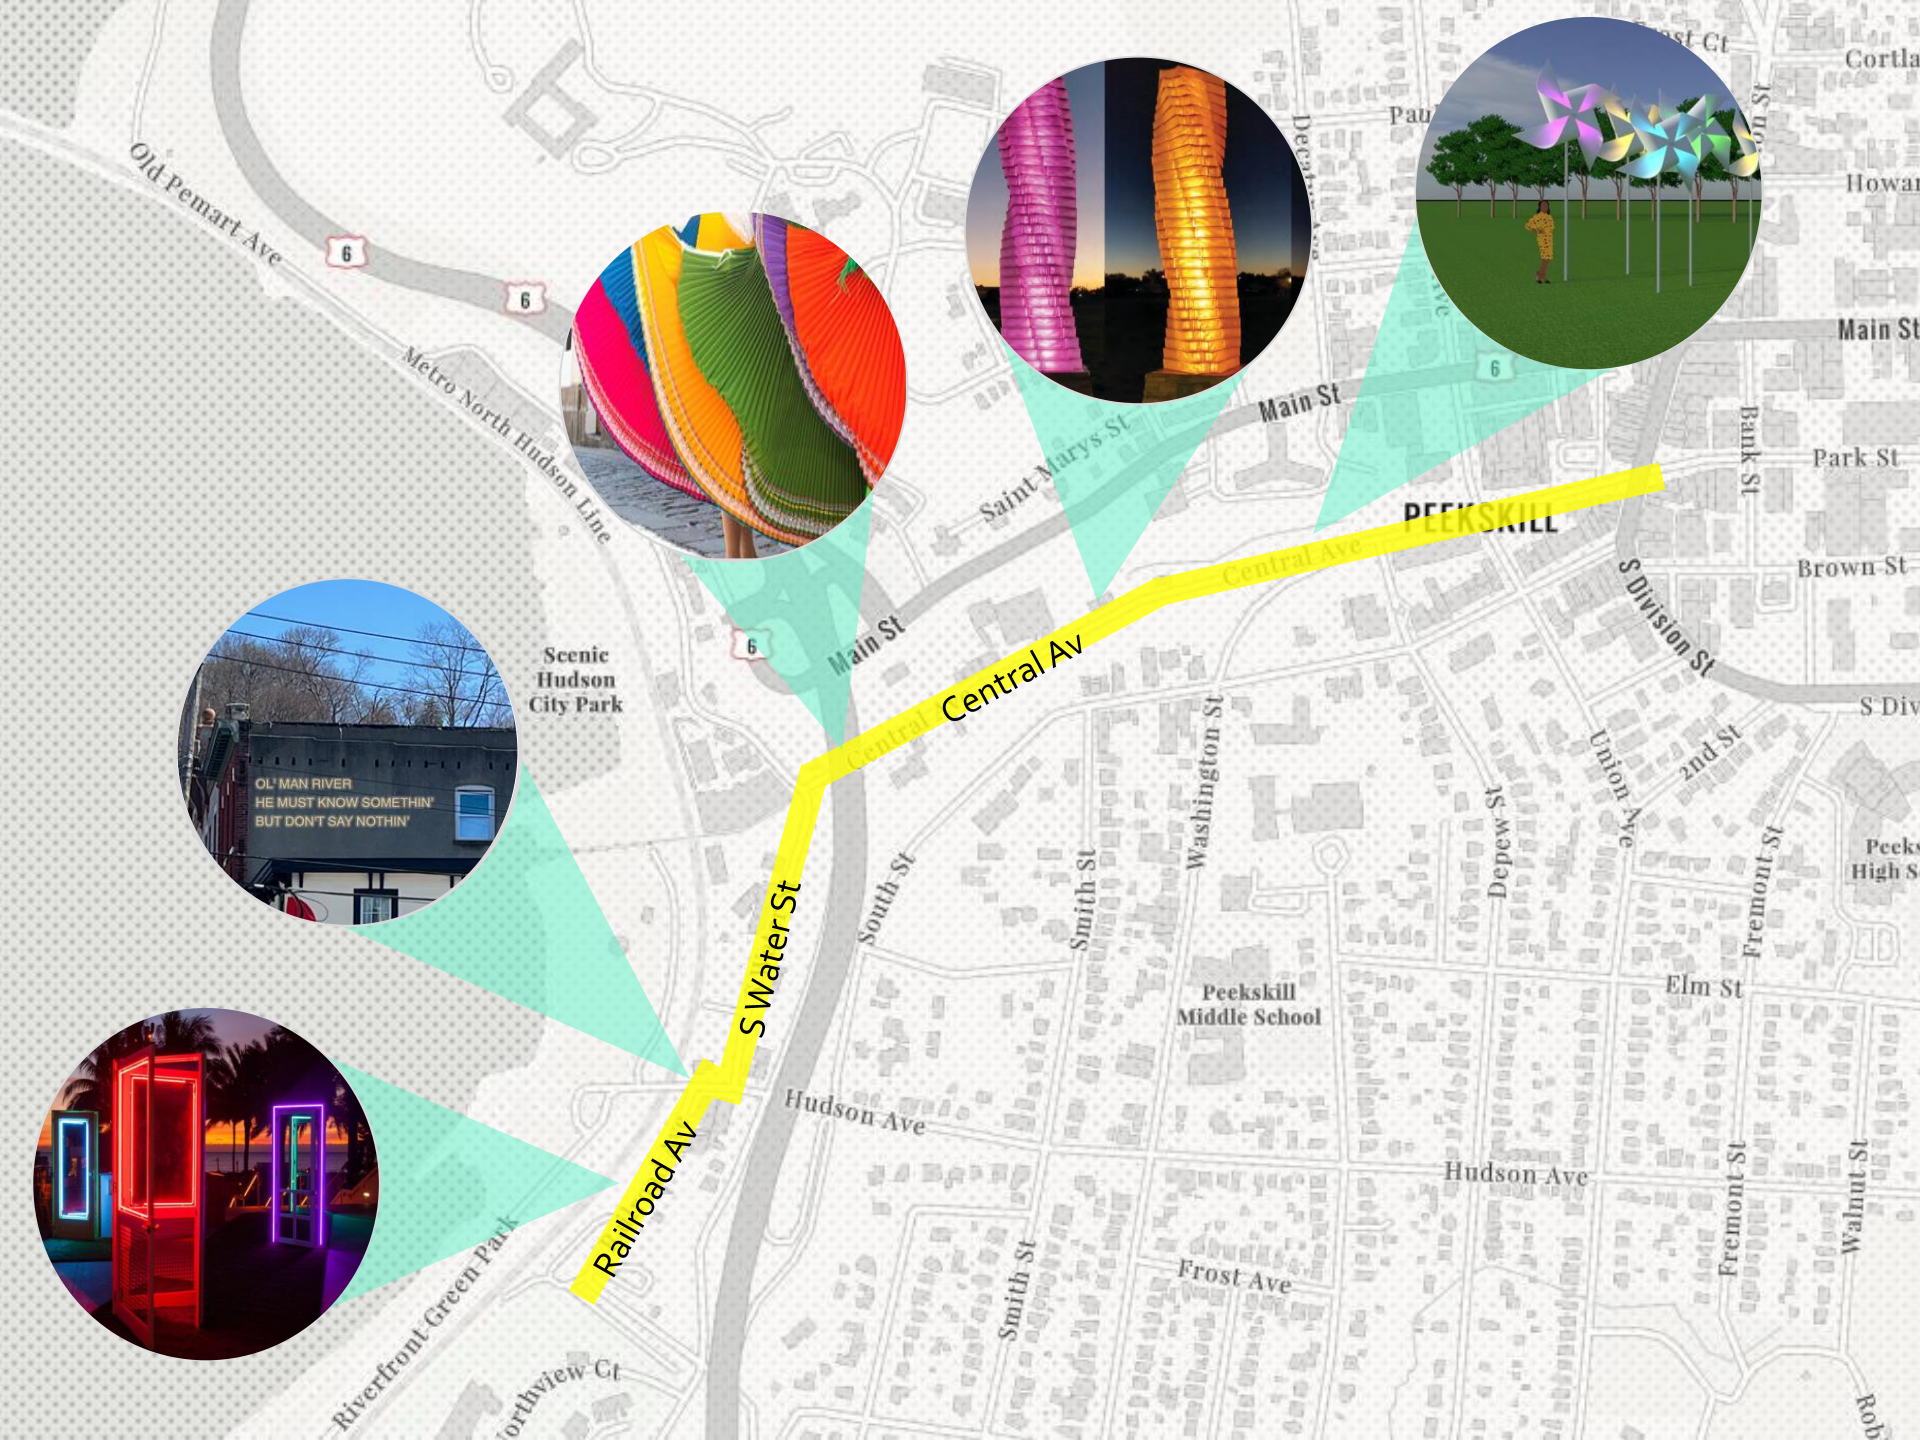 Cortla
Old Pemart Ave
Howar
6
6
Main St
Metro North Hudson Line
6
Main St
Saint Marys St
Bank St
Park St
PEEKSKILL
Central Ave
Brown St
S Division St
Main St
6
Scenic
Hudson
City Park
Central Av
Central
S Div
Washington St
Union Ave
2nd St
OL' MAN RIVER
HE MUST KNOW SOMETHIN'
BUT DON'T SAY NOTHIN'
Depew St
Fremont St
Peeks
High S
South St
Smith St
S Water St
Elm St
Peekskill
Middle School
Hudson Ave
Railroad Av
Hudson Ave
Fremont St
Walnut St
Riverfront Green Park
Smith St
Frost Ave
orthview Ct
Rob